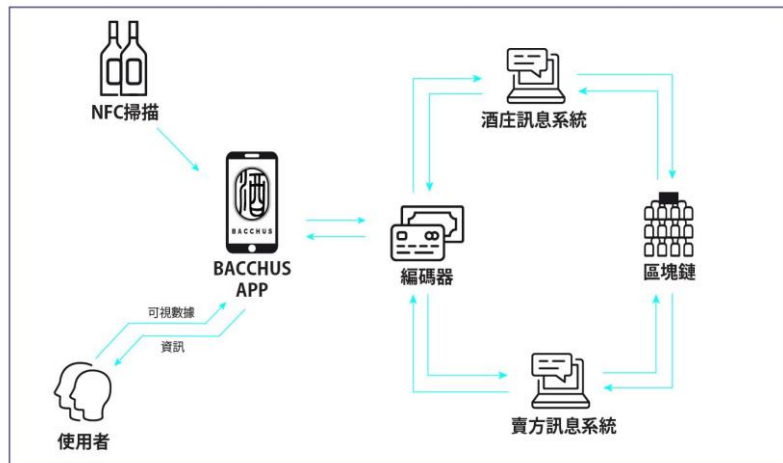 NFC掃描
酒庄訊息系統
酒
BACCHUS
BACCHUS
APP
編碼器
區塊鏈
可視數據
資訊
使用者
賣方訊息系統